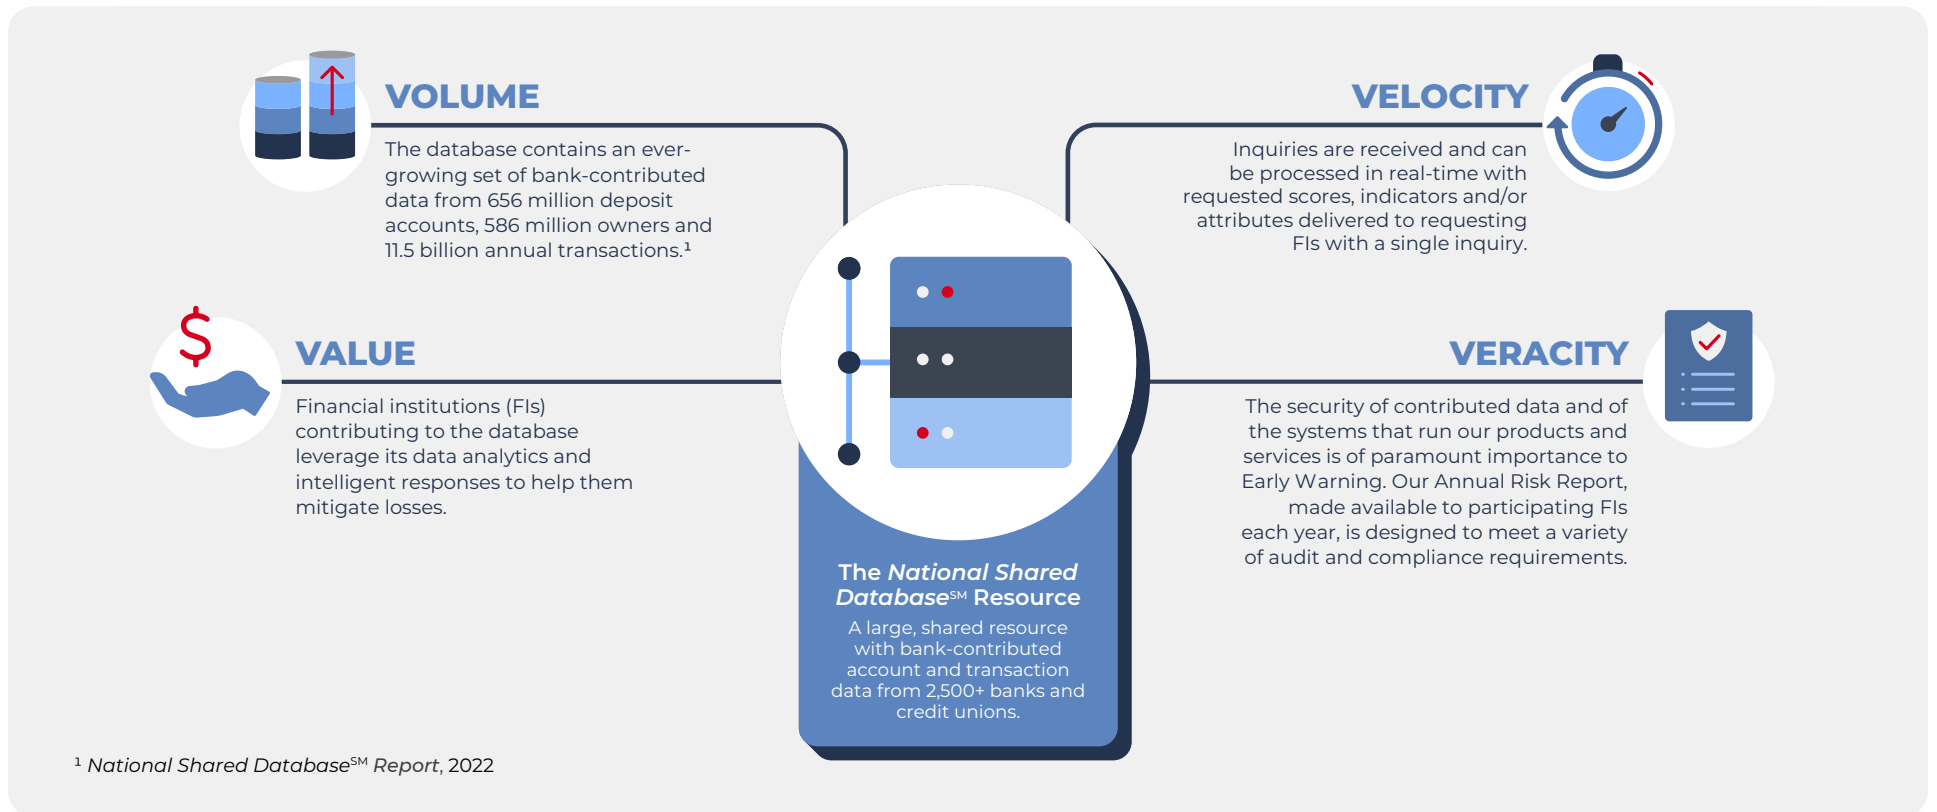 VOLUME
The database contains an ever-
growing set of bank-contributed
data from 656 million deposit
accounts, 586 million owners and
11.5 billion annual transactions.¹
VELOCITY
Inquiries are received and can
be processed in real-time with
requested scores, indicators and/or
attributes delivered to requesting
FIs with a single inquiry.
$
VALUE
Financial institutions (FIs)
contributing to the database
leverage its data analytics and
intelligent responses to help them
mitigate losses.
VERACITY
The security of contributed data and of
the systems that run our products and
services is of paramount importance to
Early Warning. Our Annual Risk Report,
made available to participating FIs
each year, is designed to meet a variety
of audit and compliance requirements.
The National Shared
Database℠ Resource
A large, shared resource
with bank-contributed
account and transaction
data from 2,500+ banks and
credit unions.
¹ National Shared Database℠ Report, 2022